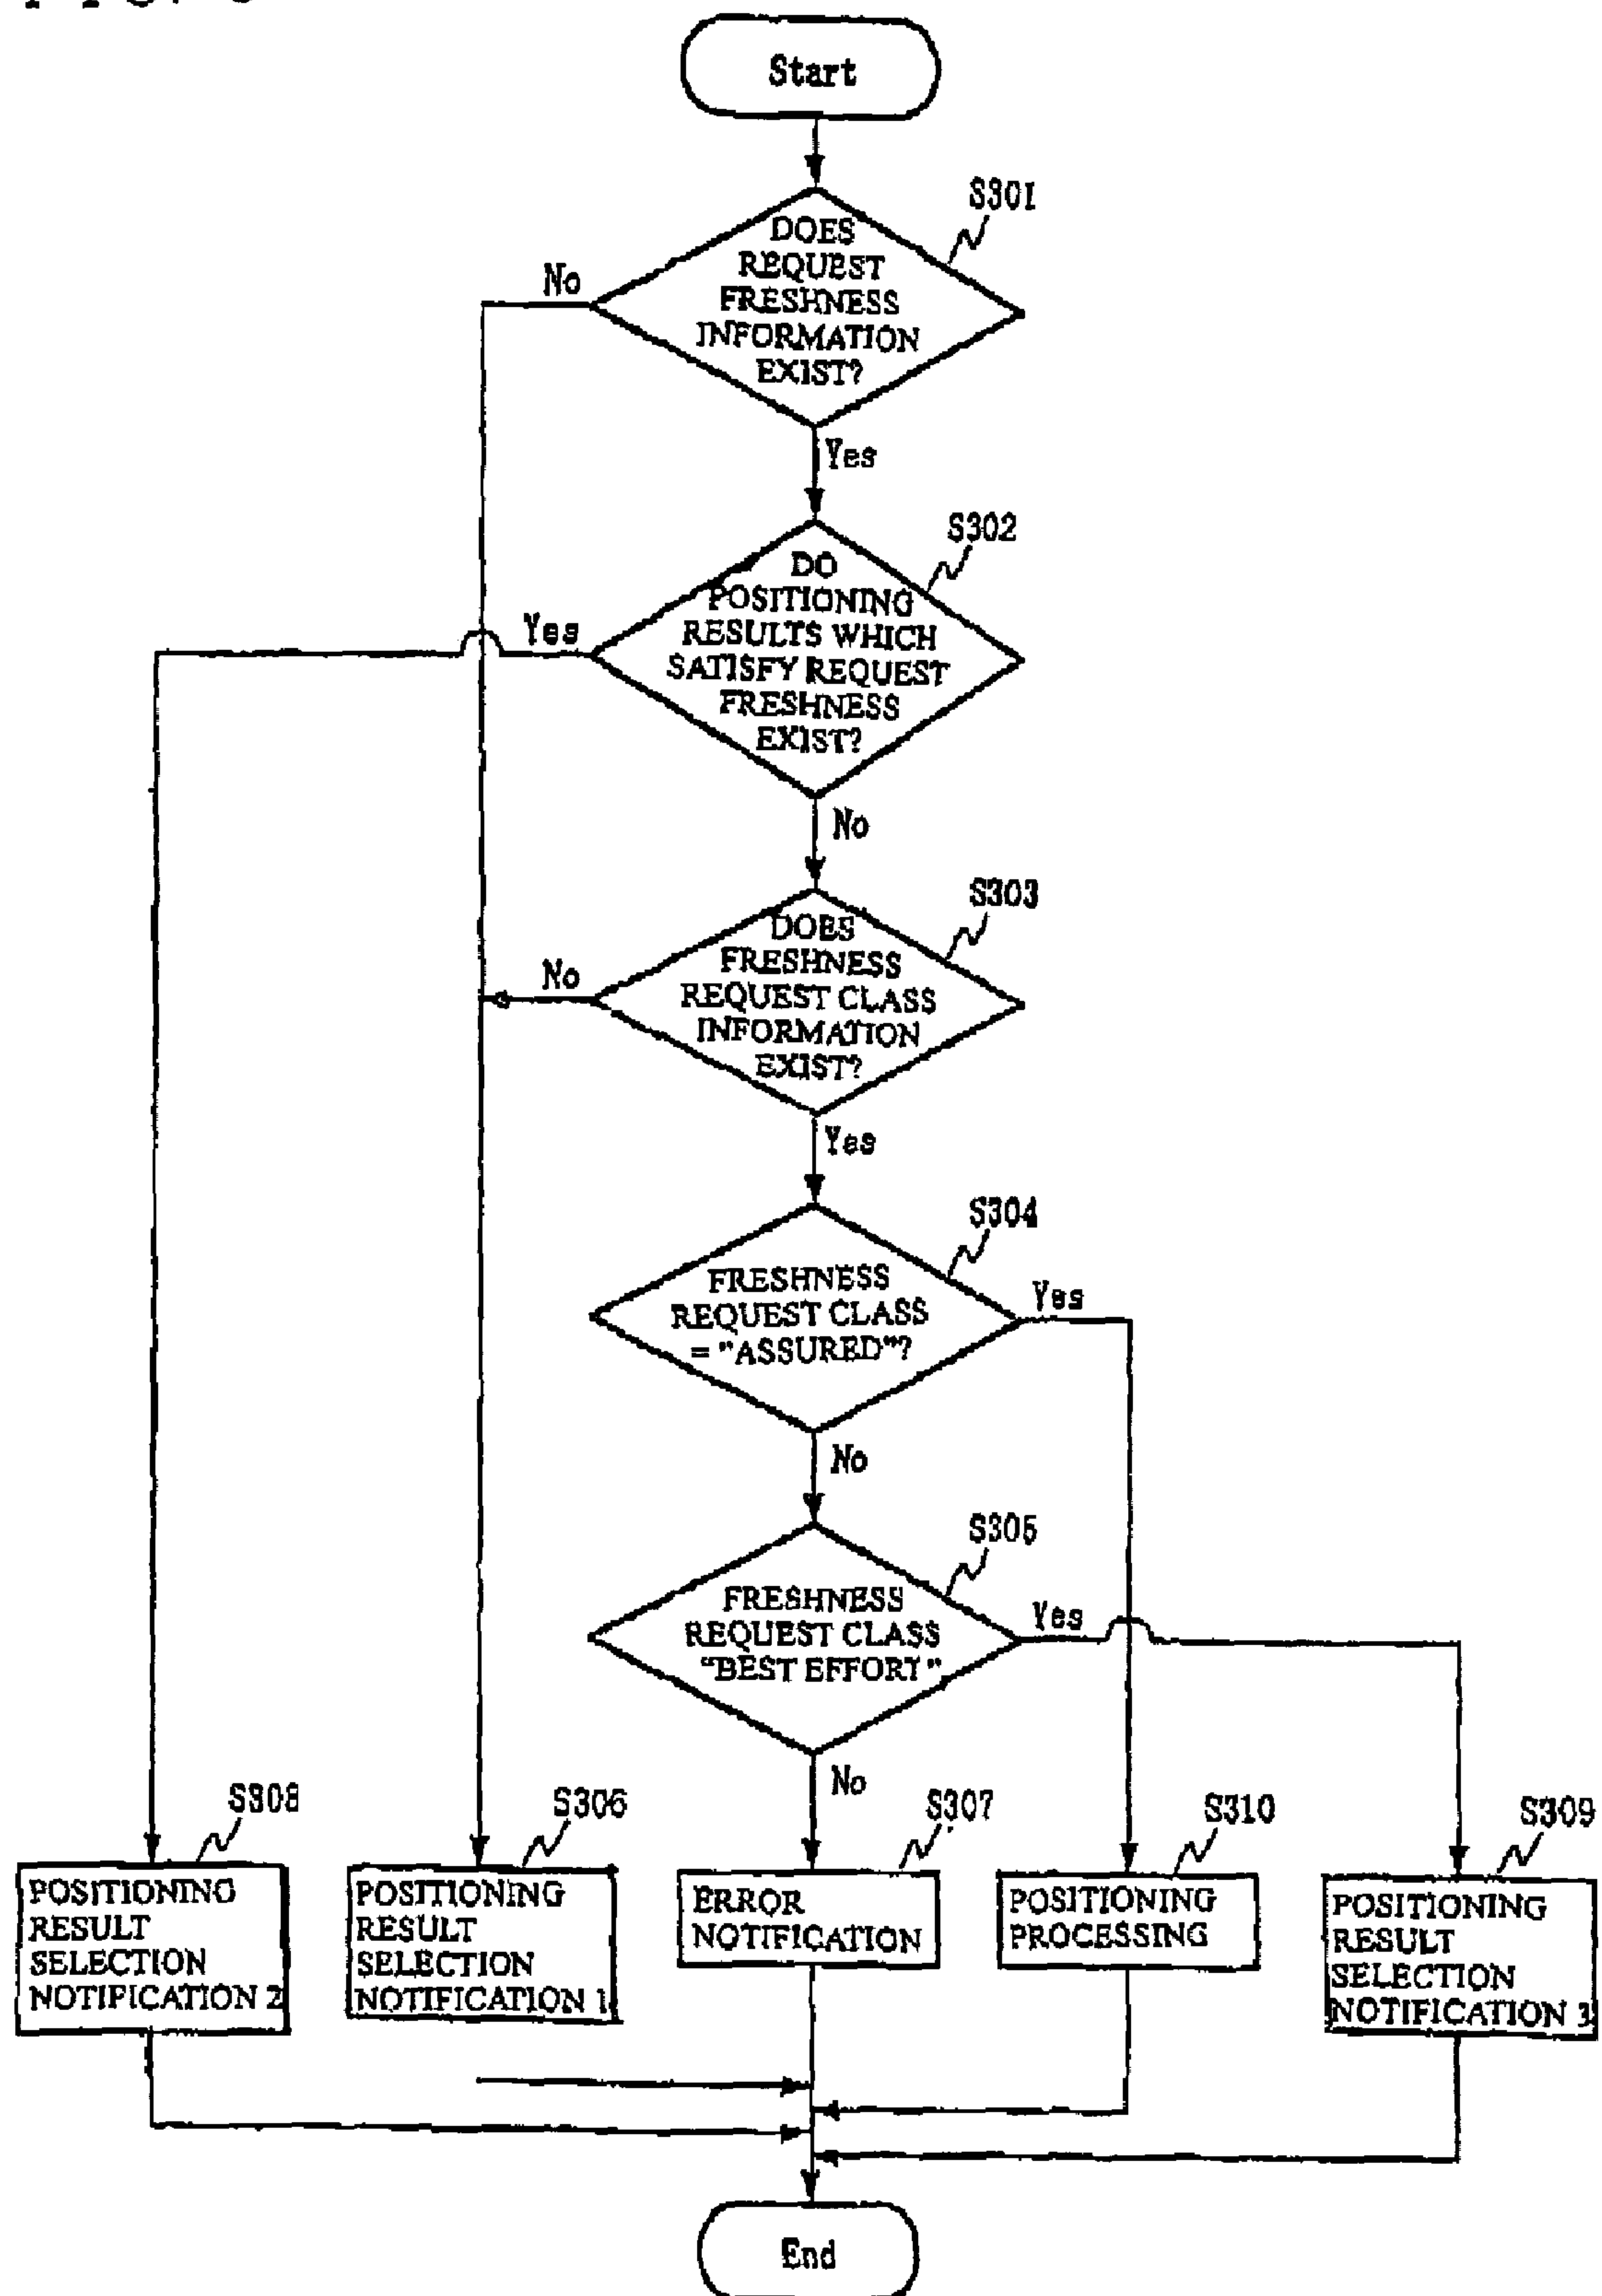 Start
S301
DOES
REQUEST
FRESHNESS
INFORMATION
EXIST?
No
Yes
S302
DO
POSITIONING
RESULTS WHICH
SATISFY REQUEST
FRESHNESS
EXIST?
Yes
No
S303
DOES
FRESHNESS
REQUEST CLASS
INFORMATION
EXIST?
No
Yes
S304
FRESHNESS
REQUEST CLASS
= "ASSURED"?
Yes
No
S305
FRESHNESS
REQUEST CLASS
"BEST EFFORT"
Yes
No
S308
POSITIONING
RESULT
SELECTION
NOTIFICATION 2
S306
POSITIONING
RESULT
SELECTION
NOTIFICATION 1
S307
ERROR
NOTIFICATION
S310
POSITIONING
PROCESSING
S309
POSITIONING
RESULT
SELECTION
NOTIFICATION 3
End